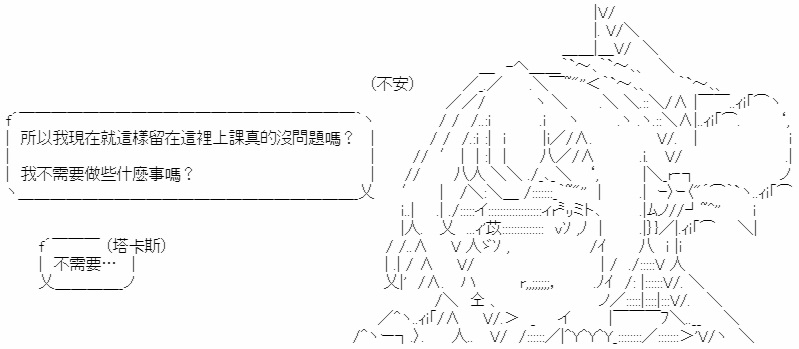 (不安)
所以我現在就這樣留在這裡上課真的沒問題嗎？
我不需要做些什麼事嗎？
(塔卡斯)
不需要…